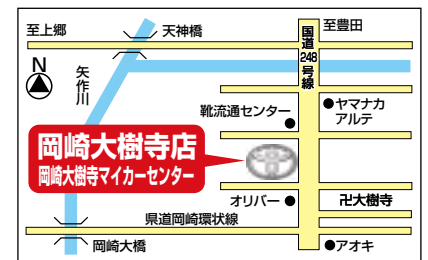 至上郷
天神橋
至豊田
国道248号線
N
矢作川
靴流通センター
●ヤマナカ
アルテ
岡崎大樹寺店
岡崎大樹寺マイカーセンター
オリバー●
卍大樹寺
県道岡崎環状線
岡崎大橋
●アオキ